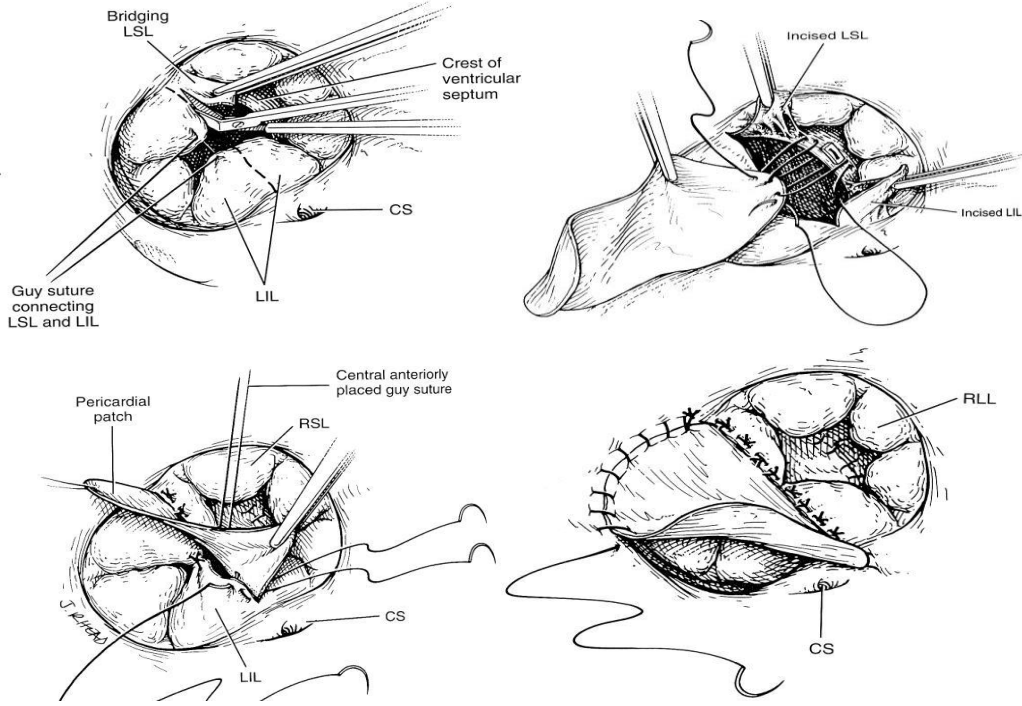 Bridging
LSL
Crest of
ventricular
septum
CS
LIL
Guy suture
connecting
LSL and LIL
Incised LSL
Incised LIL
Central anteriorly
placed guy suture
Pericardial
patch
RSL
CS
LIL
RLL
CS